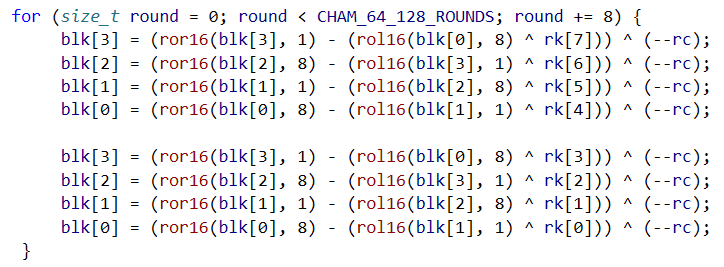 for (size_t round = 0; round < CHAM_64_128_ROUNDS; round += 8) {
    blk[3] = (ror16(blk[3], 1) - (rol16(blk[0], 8) ^ rk[7])) ^ (--rc);
    blk[2] = (ror16(blk[2], 8) - (rol16(blk[3], 1) ^ rk[6])) ^ (--rc);
    blk[1] = (ror16(blk[1], 1) - (rol16(blk[2], 8) ^ rk[5])) ^ (--rc);
    blk[0] = (ror16(blk[0], 8) - (rol16(blk[1], 1) ^ rk[4])) ^ (--rc);

    blk[3] = (ror16(blk[3], 1) - (rol16(blk[0], 8) ^ rk[3])) ^ (--rc);
    blk[2] = (ror16(blk[2], 8) - (rol16(blk[3], 1) ^ rk[2])) ^ (--rc);
    blk[1] = (ror16(blk[1], 1) - (rol16(blk[2], 8) ^ rk[1])) ^ (--rc);
    blk[0] = (ror16(blk[0], 8) - (rol16(blk[1], 1) ^ rk[0])) ^ (--rc);
}